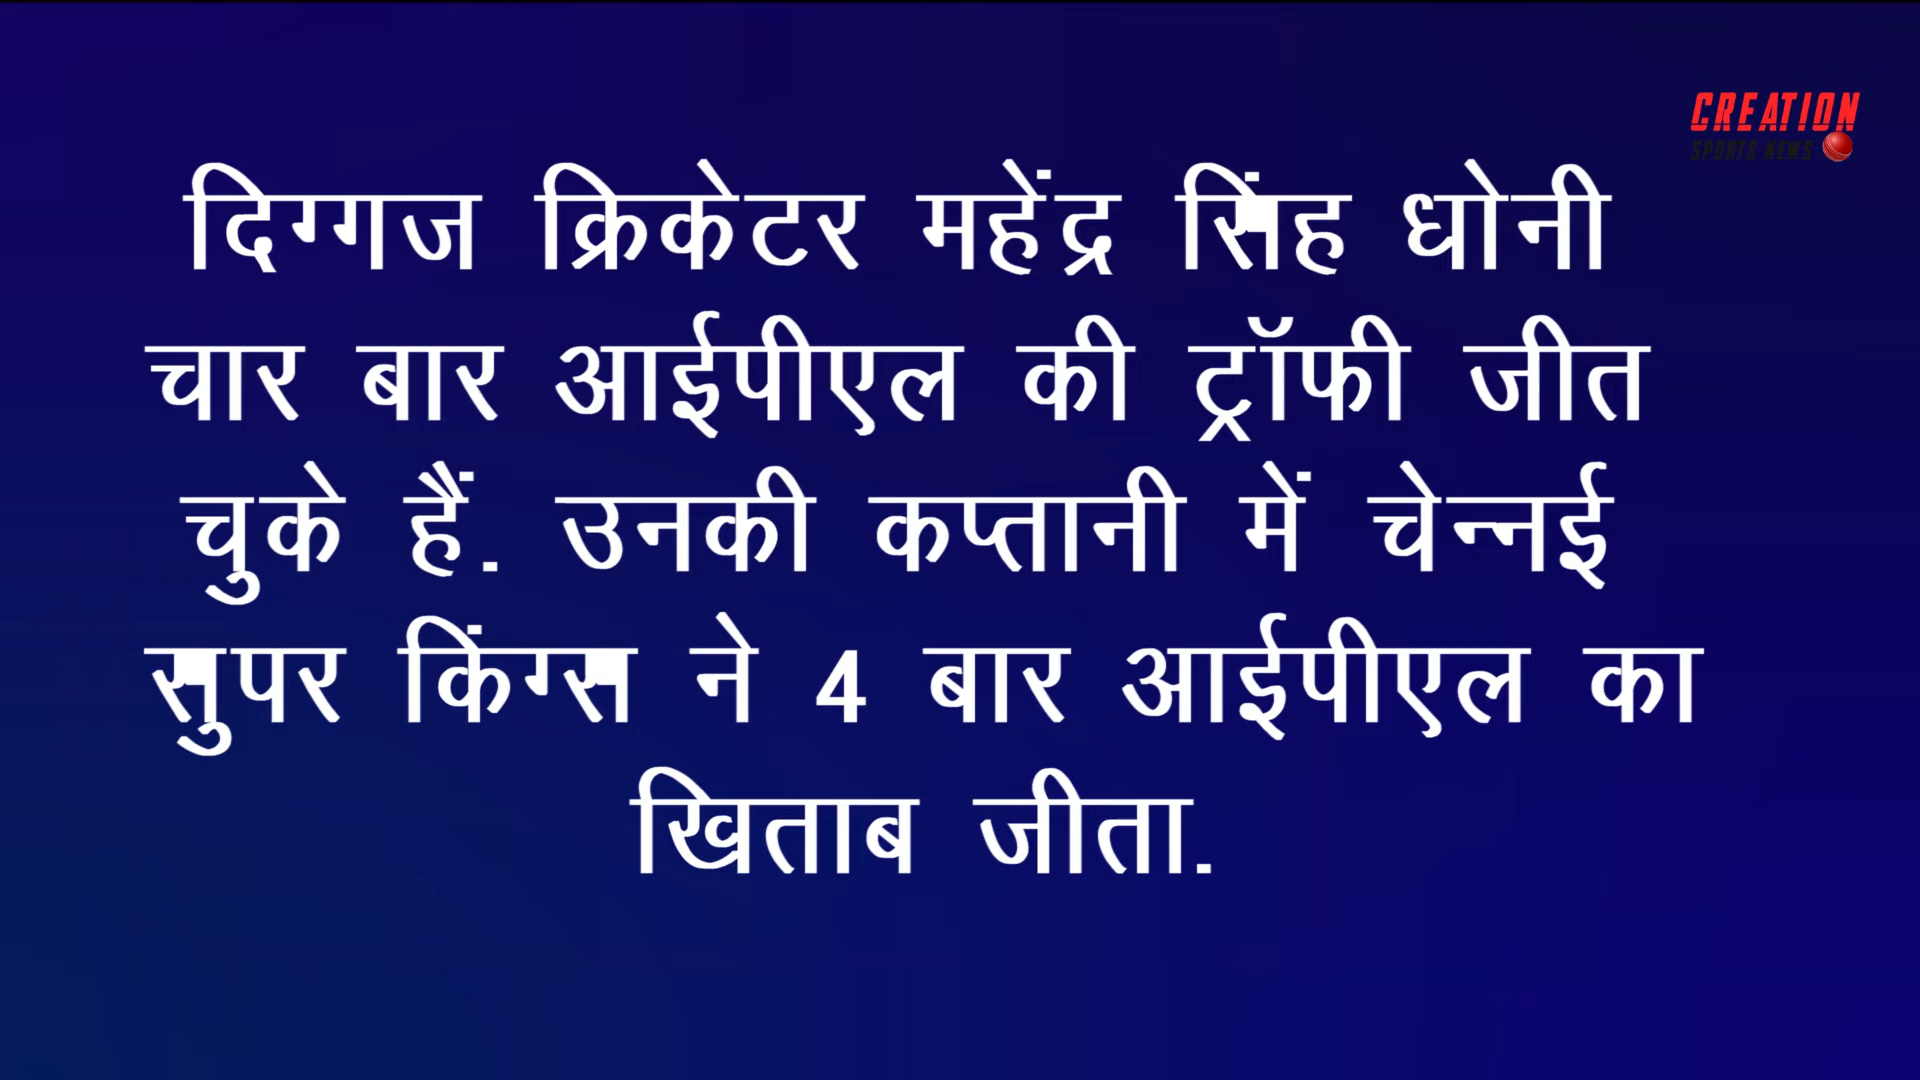 CREATION
SPORTS NEWS
दिग्गज क्रिकेटर महेंद्र सिंह धोनी
चार बार आईपीएल की ट्रॉफी जीत
चुके हैं. उनकी कप्तानी में चेन्नई
सुपर किंग्स ने 4 बार आईपीएल का
खिताब जीता.